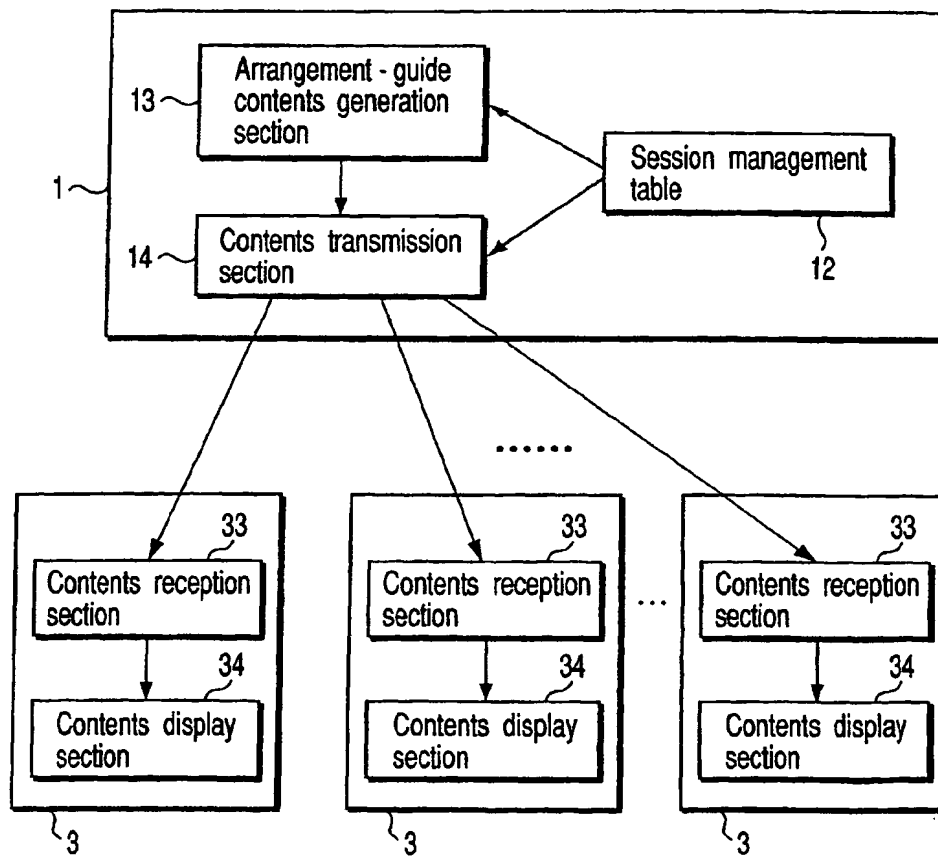 Arrangement - guide
contents generation
section
13
Session management
table
1
12
Contents transmission
section
14
......
33
33
33
Contents reception
section
Contents reception
section
...
Contents reception
section
34
34
34
Contents display
section
Contents display
section
Contents display
section
3
3
3